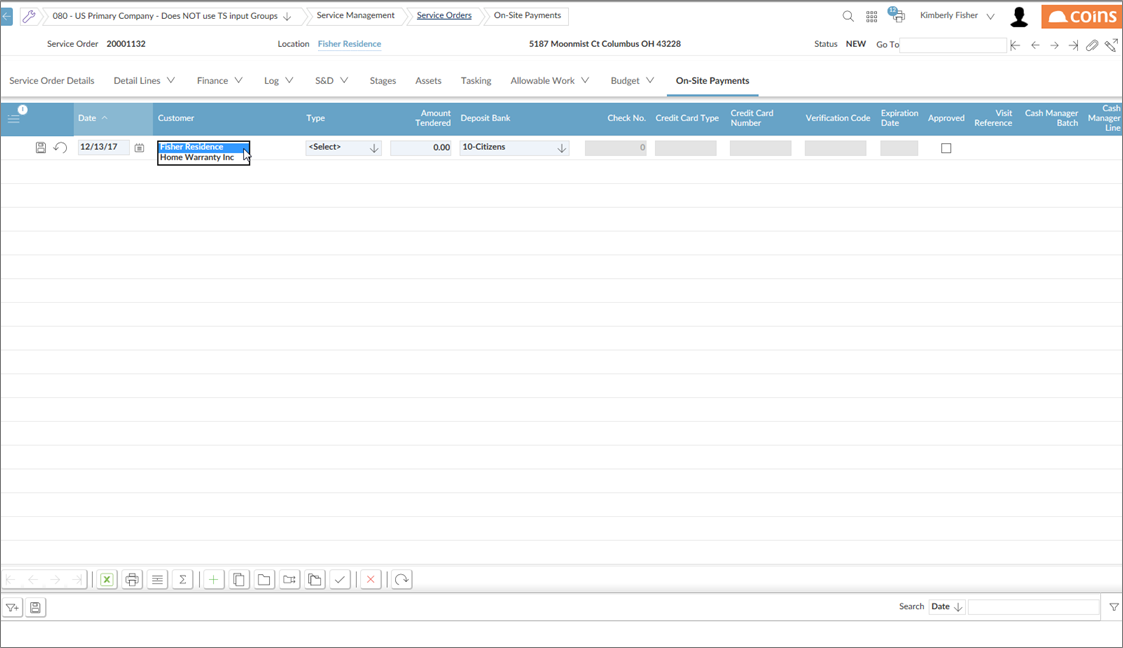 080 - US Primary Company - Does NOT use TS input Groups
Service Management
Service Orders
On-Site Payments
12
Kimberly Fisher
coins
Service Order 20001132
Location Fisher Residence
5187 Moonmist Ct Columbus OH 43228
Status NEW
Go To
Service Order Details
Detail Lines
Finance
Log
S&D
Stages
Assets
Tasking
Allowable Work
Budget
On-Site Payments
Date
Customer
Type
Amount Tendered
Deposit Bank
Check No.
Credit Card Type
Credit Card Number
Verification Code
Expiration Date
Approved
Visit Reference
Cash Manager Batch
Cash Manager Line
12/13/17
Fisher Residence
Home Warranty Inc
<Select>
0.00
10-Citizens
0
Search
Date